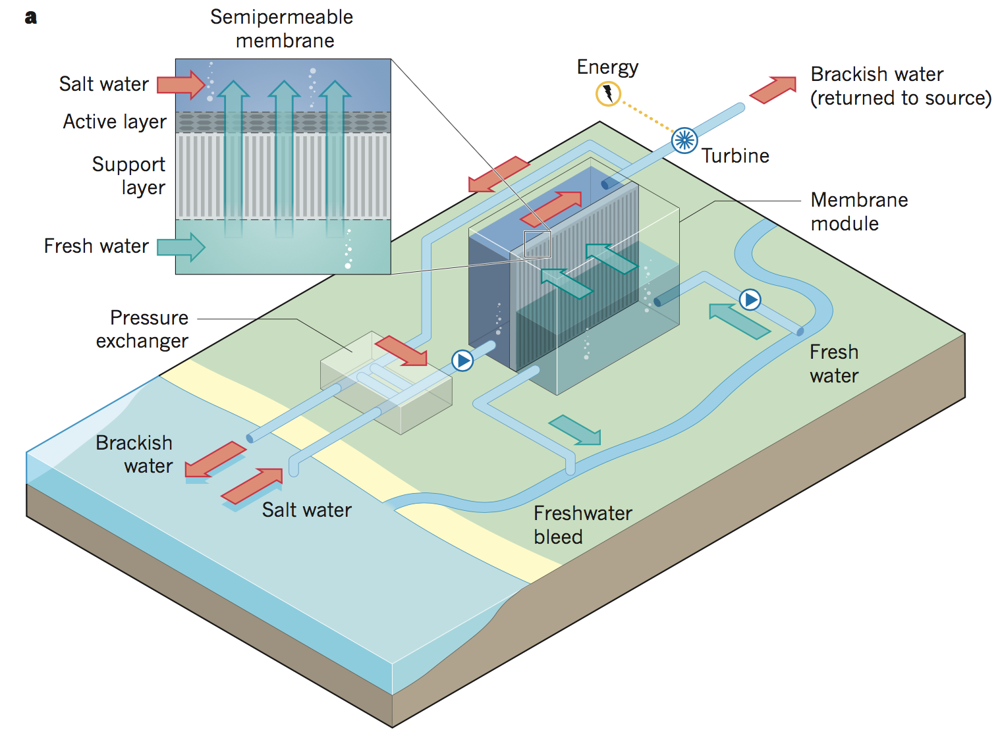 a
Semipermeable
membrane
Salt water
Active layer
Support
layer
Fresh water
Energy
Brackish water
(returned to source)
Turbine
Membrane
module
Pressure
exchanger
Fresh
water
Brackish
water
Salt water
Freshwater
bleed